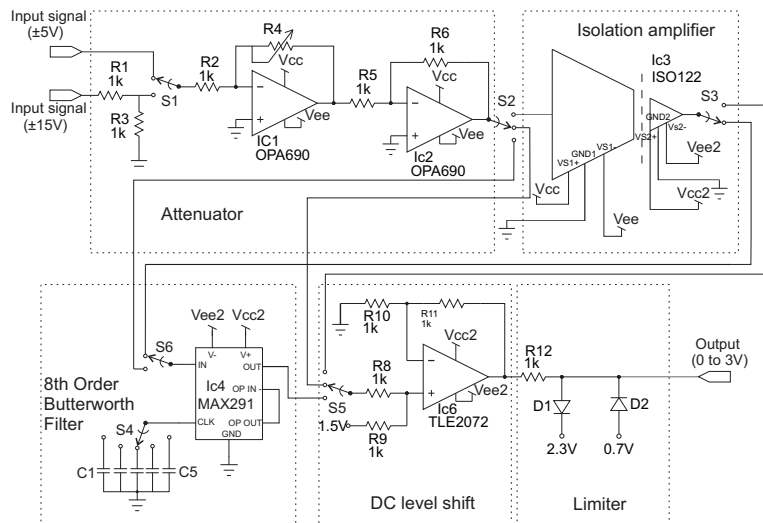 Input signal
(±5V)
R1
1k
Input signal
(±15V)
R3
1k
S1
R2
1k
R4
1k
Vcc
Vee
IC1
OPA690
R5
1k
R6
1k
Vcc
Vee
Ic2
OPA690
S2
Attenuator
Isolation amplifier
Ic3
ISO122
S3
VS1+
GND1
VS1-
VS2+
GND2
Vs2-
Vcc
Vee
Vee2
Vcc2
8th Order
Butterworth
Filter
S6
Vee2
Vcc2
V-
V+
IN
OUT
Ic4
MAX291
OP IN
CLK
OP OUT
GND
S4
C1
C5
S5
1.5V
R10
1k
R11
1k
R8
1k
R9
1k
Vcc2
Vee2
Ic6
TLE2072
DC level shift
R12
1k
D1
D2
2.3V
0.7V
Output
(0 to 3V)
Limiter